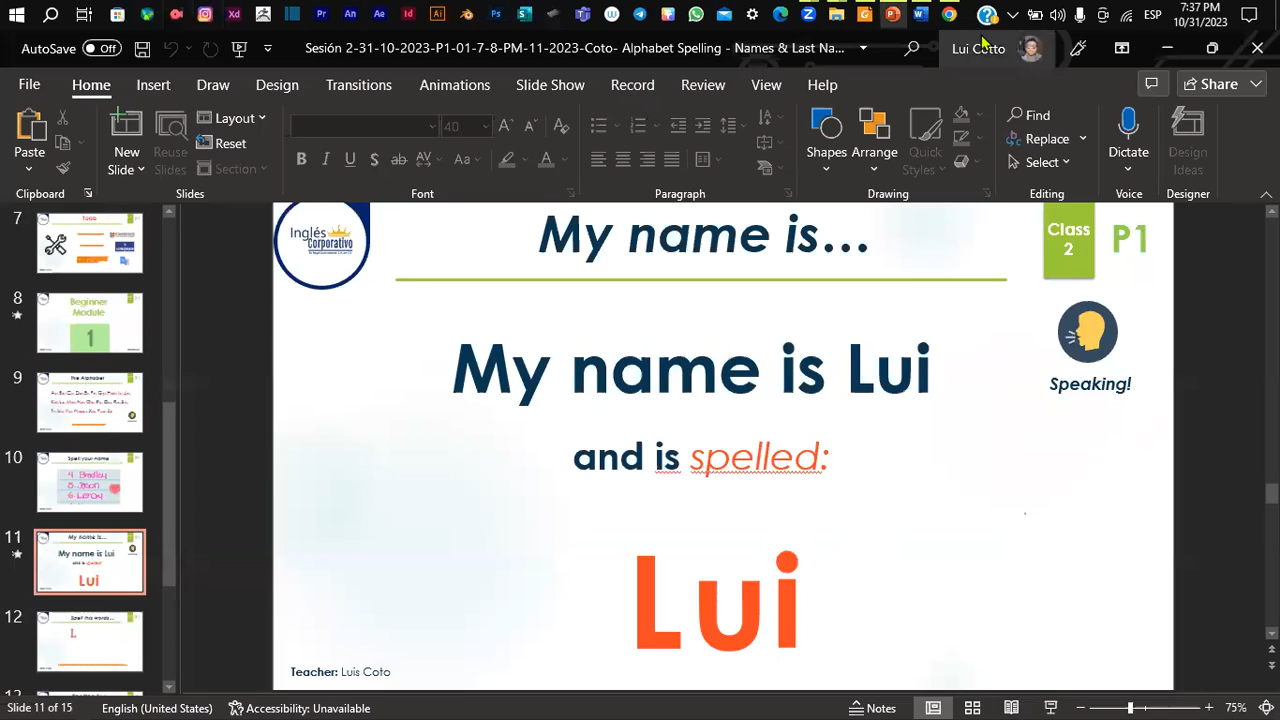 7:37 PM
ESP
10/31/2023
AutoSave Off
Sesión 2-31-10-2023-P1-01-7-8-PM-11-2023-Coto- Alphabet Spelling - Names & Last Na...
Lui Cotto
File Home Insert Draw Design Transitions Animations Slide Show Record Review View Help Share
Paste
New Slide
Reuse Slides
Layout
Reset
Section
40
Shapes
Arrange
Quick Styles
Find
Replace
Select
Dictate
Design Ideas
Clipboard Slides Font Paragraph Drawing Editing Voice Designer
7
Tools
8
Beginner
Module
1
9
The Alphabet
10
Spell your name
4. Bradley
5. Jason
6. Leroy
11
My name is...
My name is Lui
and is spelled:
Lui
12
Spell this words...
L
Inglés
Corporativo
My name is...
Class
2
P1
My name is Lui
Speaking!
and is spelled:
Lui
Teacher: Luis Coto
Slide 11 of 15
English (United States)
Accessibility: Unavailable
Notes
75%